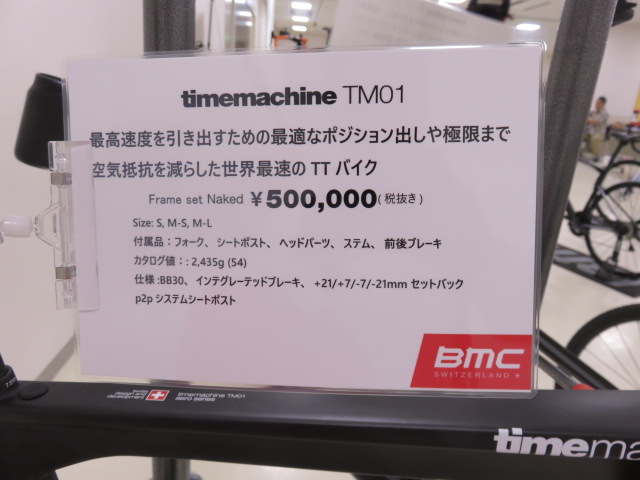 timemachine TM01
最高速度を引き出すための最適なポジション出しや極限まで
空気抵抗を減らした世界最速の TT バイク
Frame set Naked ¥500,000(税抜き)
Size: S, M-S, M-L
付属品：フォーク、シートポスト、ヘッドパーツ、ステム、前後ブレーキ
カタログ値：: 2,435g (54)
仕様 :BB30、インテグレーテッドブレーキ、+21/+7/-7/-21mm セットバック
p2p システムシートポスト
BMC
SWITZERLAND
design and
development
timemachine TM01
aero series
timema